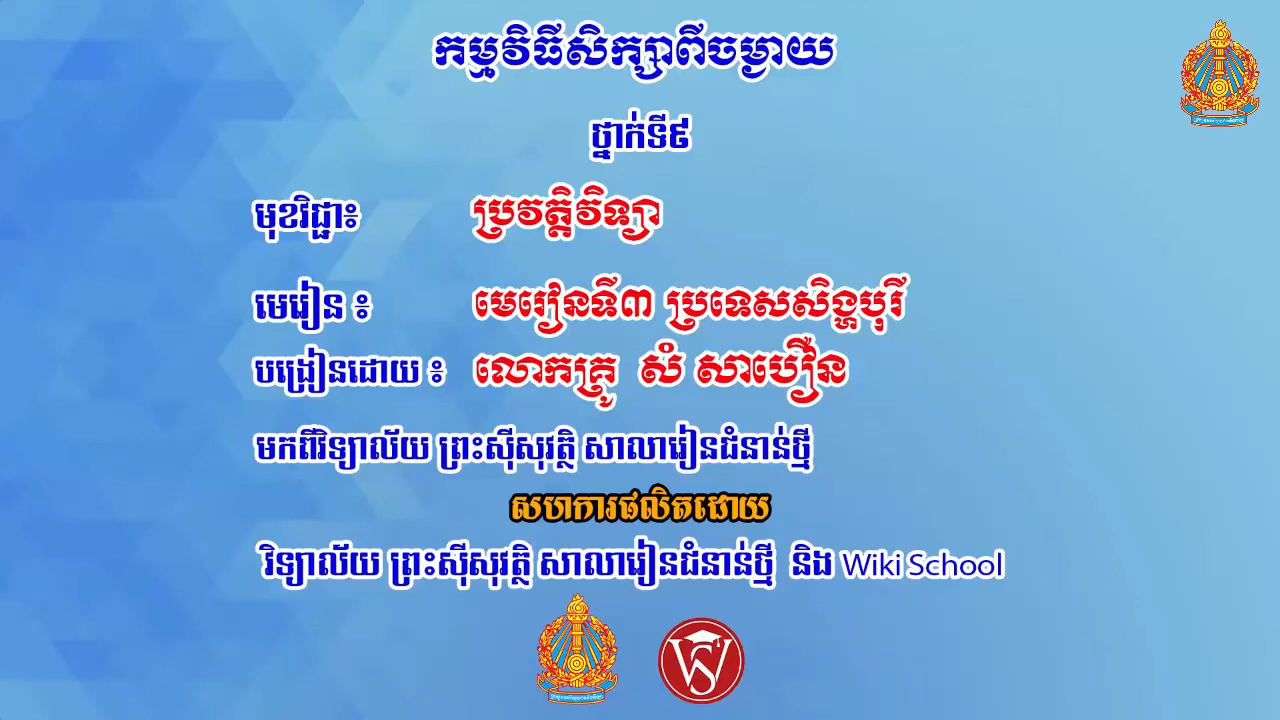 កម្មវិធីសិក្សាពីចម្ងាយ
ថ្នាក់ទី៩
មុខវិជ្ជា៖ ប្រវត្តិវិទ្យា
មេរៀន ៖ មេរៀនទី៣ ប្រទេសសិង្ហបុរី
បង្រៀនដោយ ៖ លោកគ្រូ សំ សាបឿន
មកពីវិទ្យាល័យ ព្រះស៊ីសុវត្ថិ សាលារៀនជំនាន់ថ្មី
សហការផលិតដោយ
វិទ្យាល័យ ព្រះស៊ីសុវត្ថិ សាលារៀនជំនាន់ថ្មី និង Wiki School